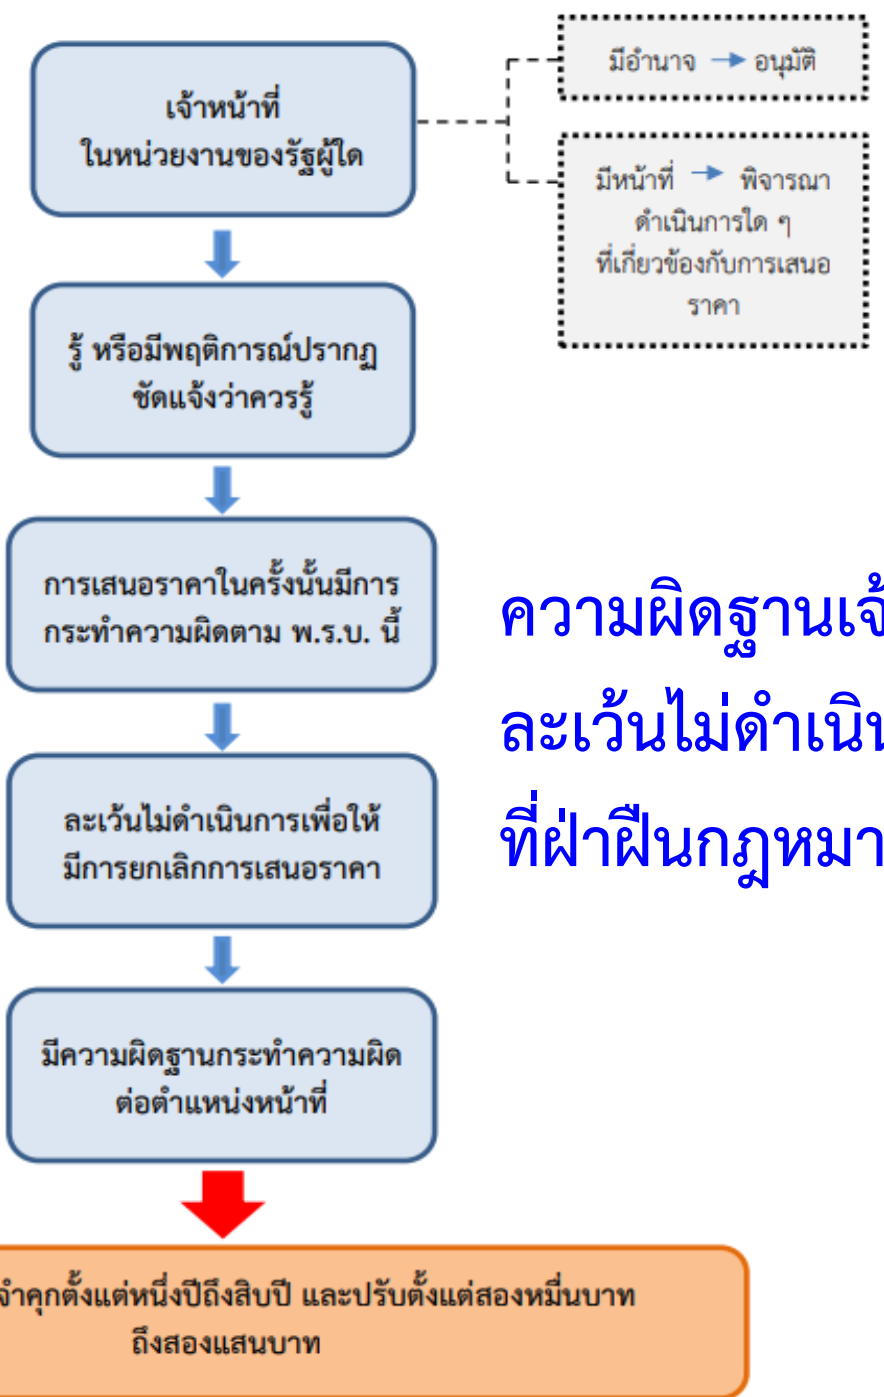 เจ้าหน้าที่
ในหน่วยงานของรัฐผู้ใด
มีอำนาจ → อนุมัติ
มีหน้าที่ → พิจารณา
ดำเนินการใด ๆ
ที่เกี่ยวข้องกับการเสนอ
ราคา
รู้ หรือมีพฤติการณ์ปรากฏ
ชัดแจ้งว่าควรรู้
การเสนอราคาในครั้งนั้นมีการ
กระทำความผิดตาม พ.ร.บ. นี้
ความผิดฐานเจ้
ละเว้นไม่ดำเนิน
ที่ฝ่าฝืนกฎหมา
ละเว้นไม่ดำเนินการเพื่อให้
มีการยกเลิกการเสนอราคา
มีความผิดฐานกระทำความผิด
ต่อตำแหน่งหน้าที่
จำคุกตั้งแต่หนึ่งปีถึงสิบปี และปรับตั้งแต่สองหมื่นบาท
ถึงสองแสนบาท